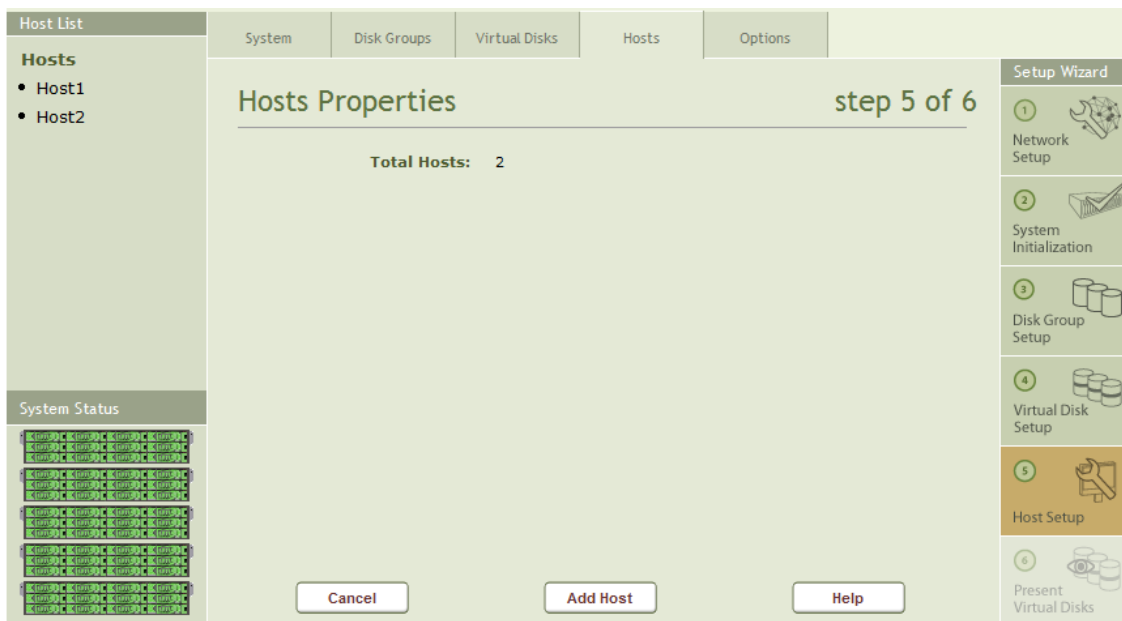 Host List
Hosts
• Host1
• Host2
System Status
System
Disk Groups
Virtual Disks
Hosts
Options
Hosts Properties
step 5 of 6
Total Hosts: 2
Cancel
Add Host
Help
Setup Wizard
1
Network
Setup
2
System
Initialization
3
Disk Group
Setup
4
Virtual Disk
Setup
5
Host Setup
6
Present
Virtual Disks